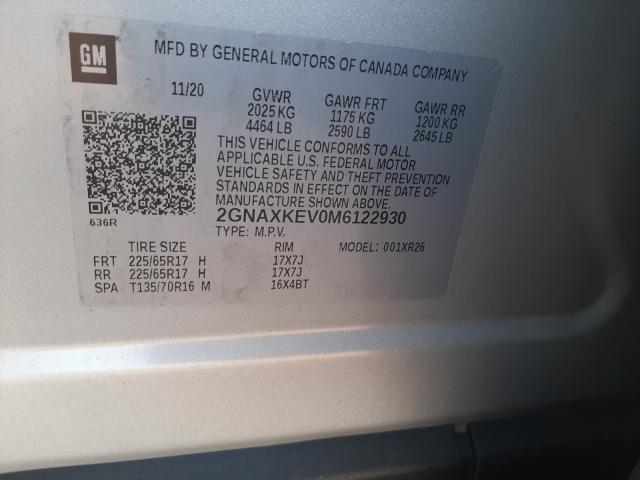 GM
MFD BY GENERAL MOTORS OF CANADA COMPANY
11/20 GVWR GAWR FRT GAWR RR
2025 KG 1175 KG 1200 KG
4464 LB 2590 LB 2645 LB
THIS VEHICLE CONFORMS TO ALL
APPLICABLE U.S. FEDERAL MOTOR
VEHICLE SAFETY AND THEFT PREVENTION
STANDARDS IN EFFECT ON THE DATE OF
MANUFACTURE SHOWN ABOVE.
2GNAXKEV0M6122930
636R TYPE: M.P.V.
TIRE SIZE RIM MODEL: 001XR26
FRT 225/65R17 H 17X7J
RR 225/65R17 H 17X7J
SPA T135/70R16 M 16X4BT